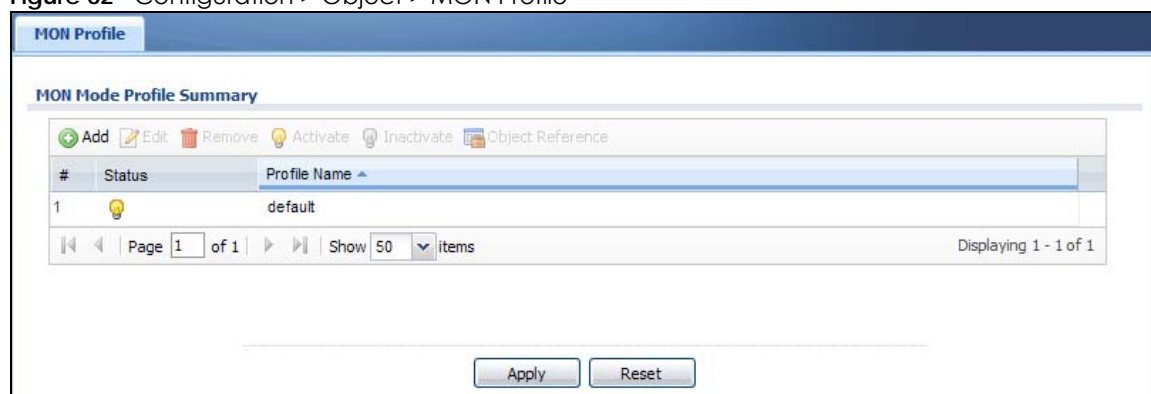 Figure 62 Configuration > Object > MON Profile
MON Profile
MON Mode Profile Summary
Add Edit Remove Activate Inactivate Object Reference
# Status Profile Name
1 default
Page 1 of 1 Show 50 items Displaying 1 - 1 of 1
Apply Reset